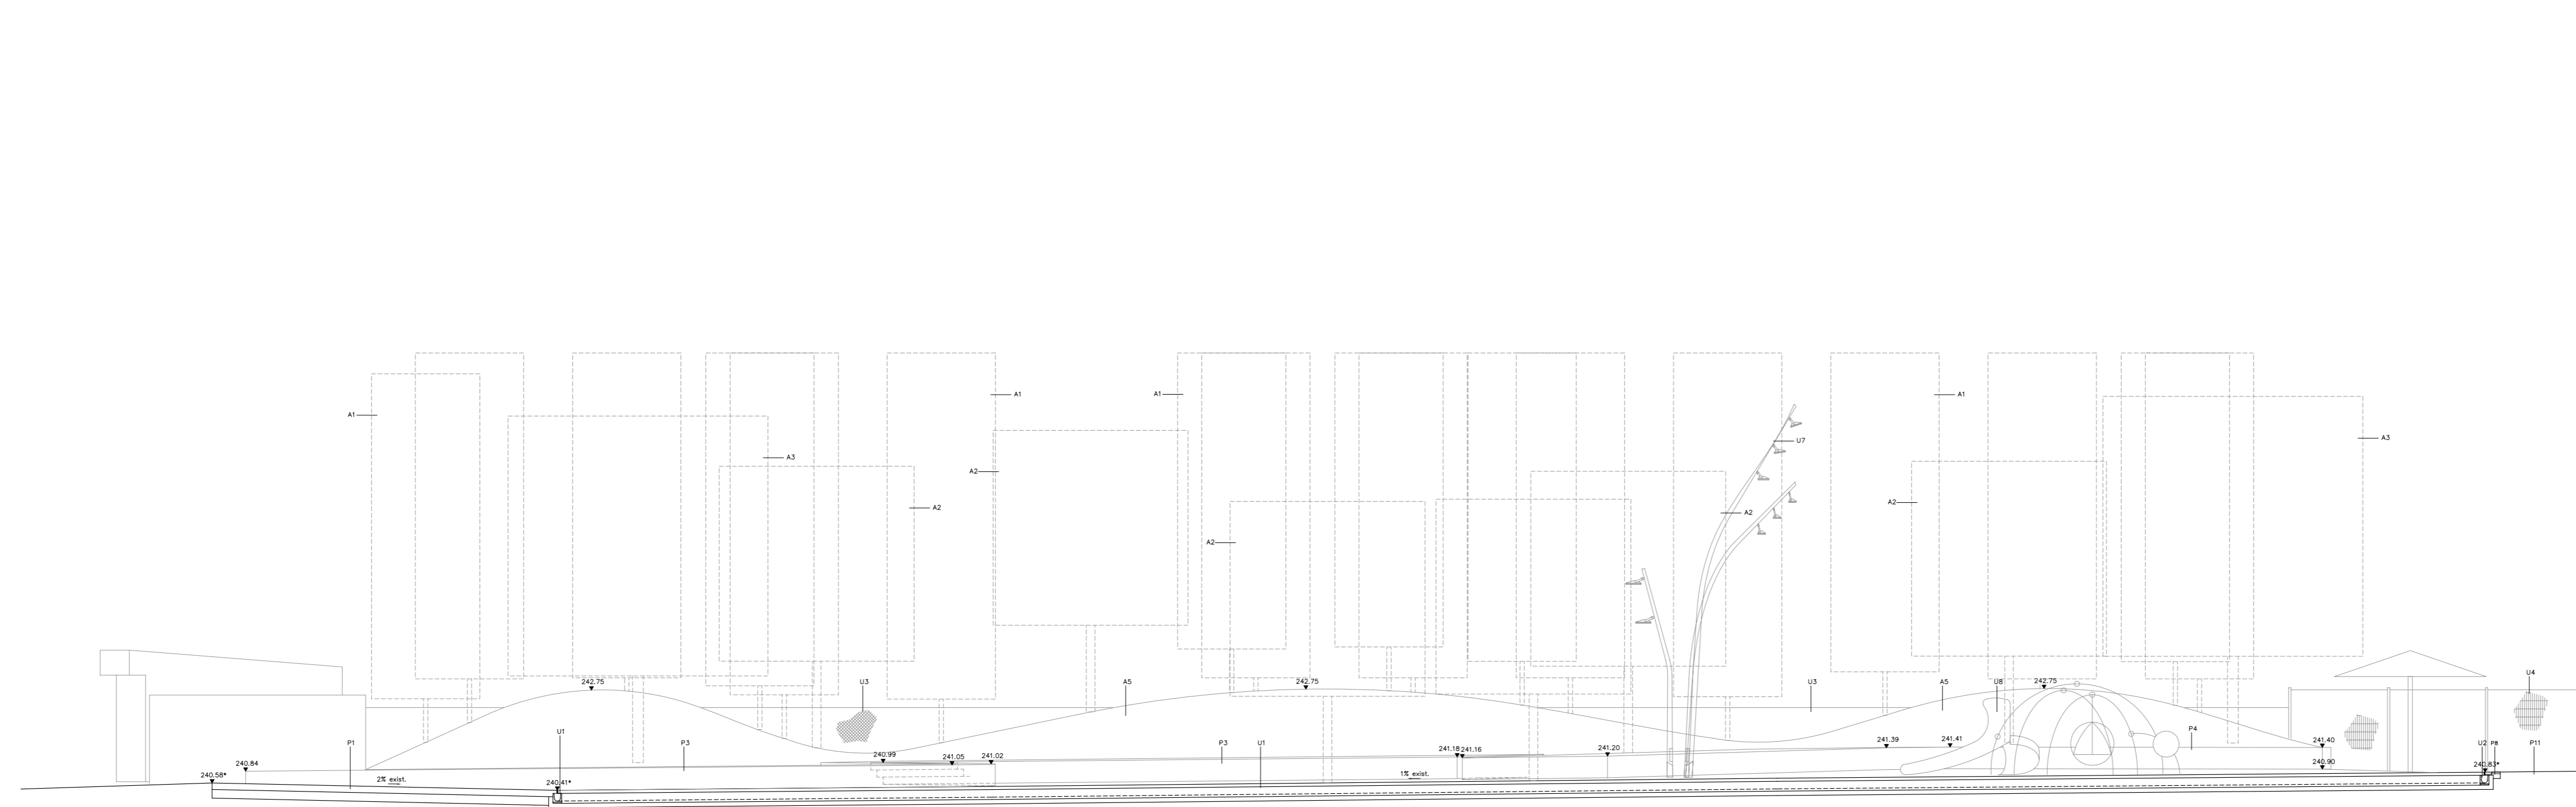 A1
A1
A1
A1
A3
A3
U7
A2
A2
A2
A2
A2
A2
U4
242.75
U3
A5
242.75
U3
A5
U8
242.75
P4
U1
P1
P3
P3
U1
241.39
241.41
241.40
U2
P8
P11
240.99
241.05
241.02
241.18
241.16
241.20
240.84
240.58*
2% exist.
240.41*
1% exist.
240.90
240.83*